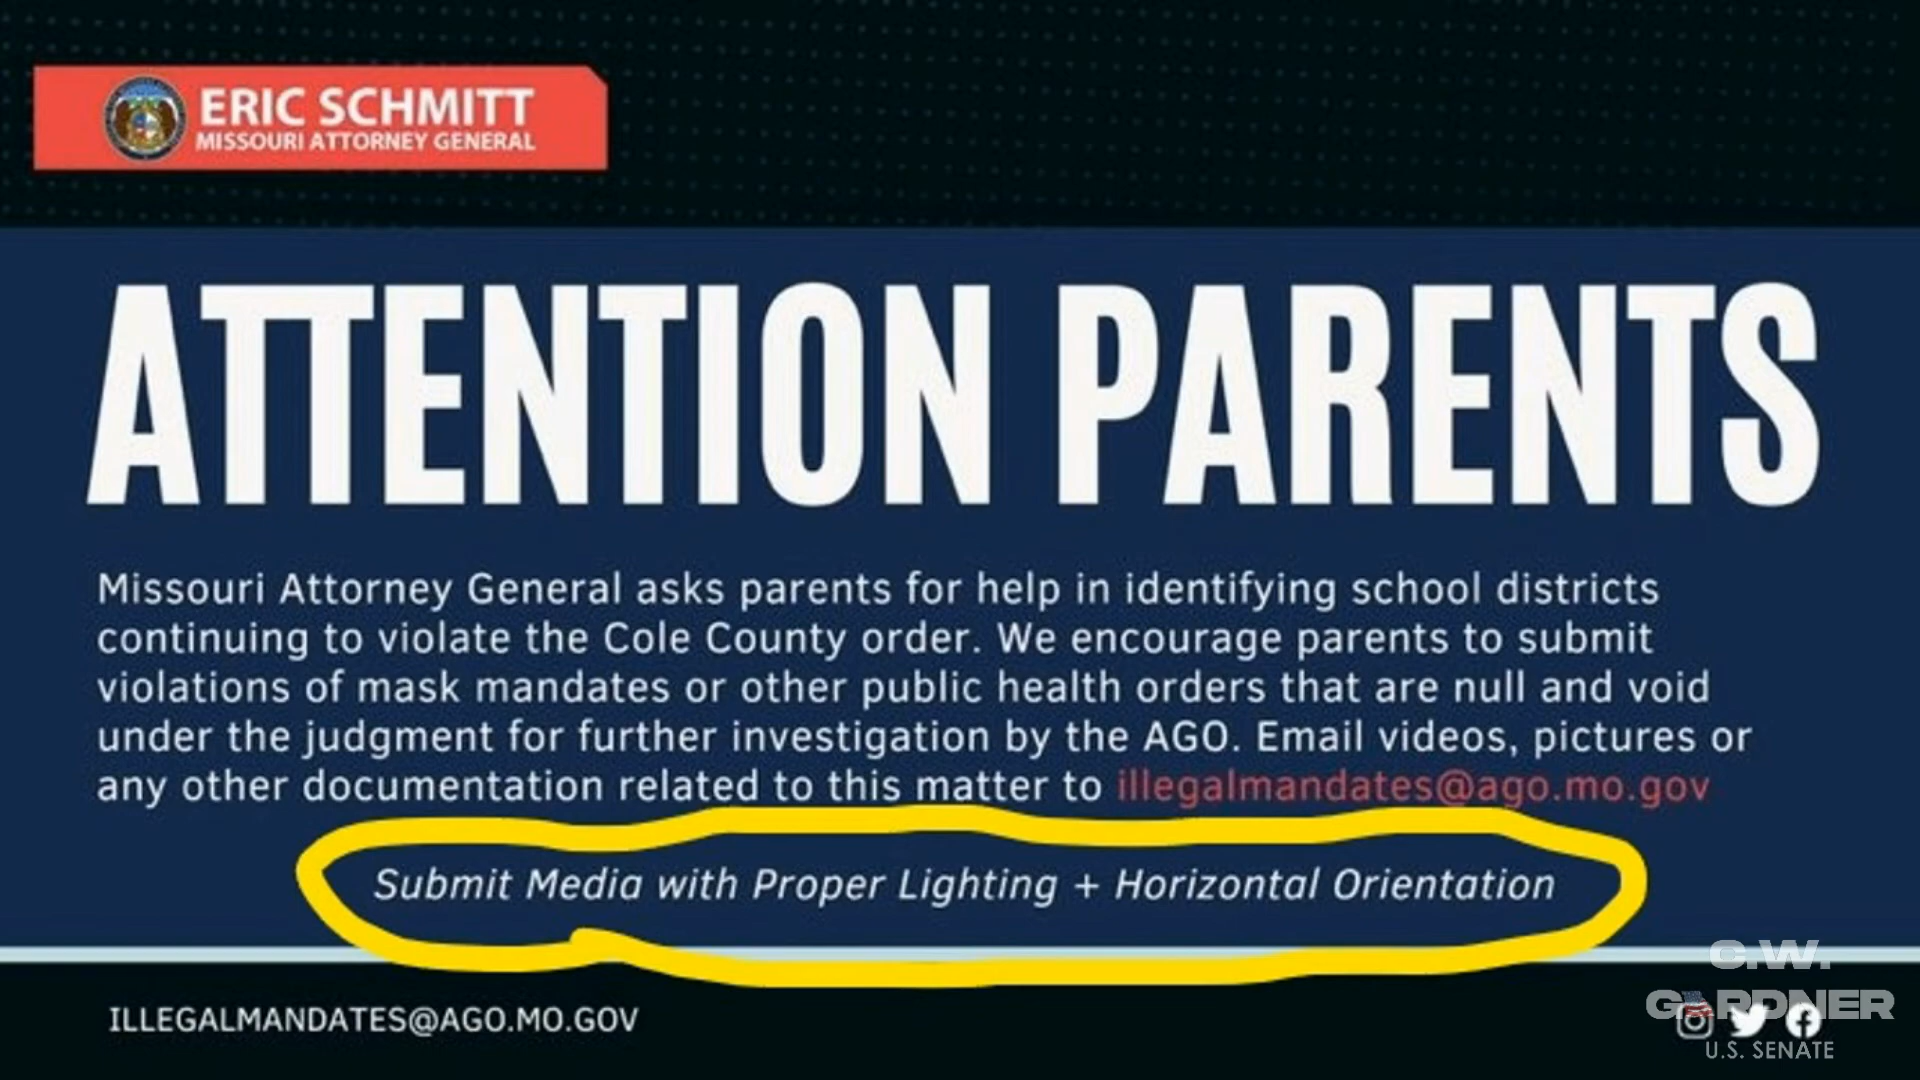 ERIC SCHMITT
MISSOURI ATTORNEY GENERAL
ATTENTION PARENTS
Missouri Attorney General asks parents for help in identifying school districts
continuing to violate the Cole County order. We encourage parents to submit
violations of mask mandates or other public health orders that are null and void
under the judgment for further investigation by the AGO. Email videos, pictures or
any other documentation related to this matter to illegalmandates@ago.mo.gov
Submit Media with Proper Lighting + Horizontal Orientation
ILLEGALMANDATES@AGO.MO.GOV
C.W.
GARDNER
U.S. SENATE